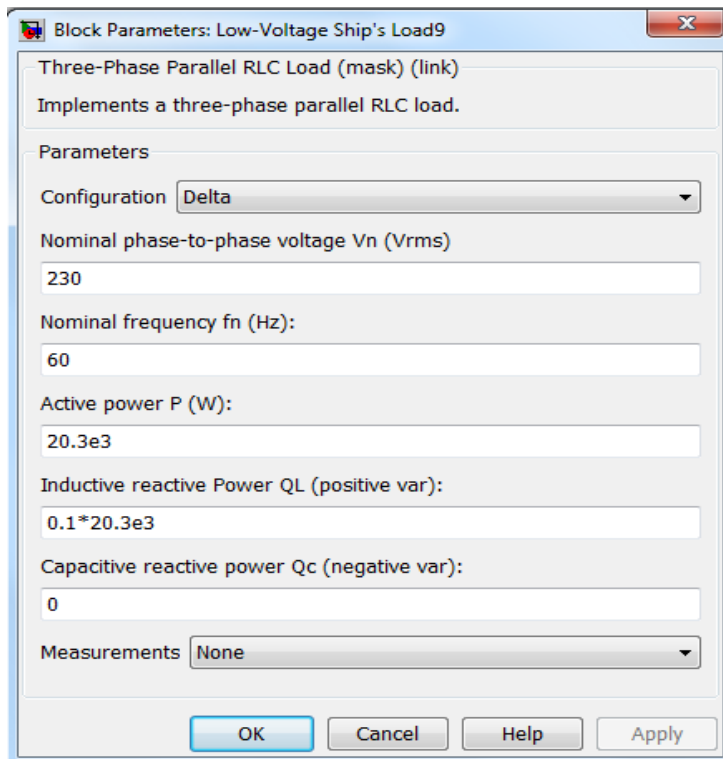 Block Parameters: Low-Voltage Ship's Load9
Three-Phase Parallel RLC Load (mask) (link)
Implements a three-phase parallel RLC load.
Parameters
Configuration Delta
Nominal phase-to-phase voltage Vn (Vrms)
230
Nominal frequency fn (Hz):
60
Active power P (W):
20.3e3
Inductive reactive Power QL (positive var):
0.1*20.3e3
Capacitive reactive power Qc (negative var):
0
Measurements None
OK Cancel Help Apply